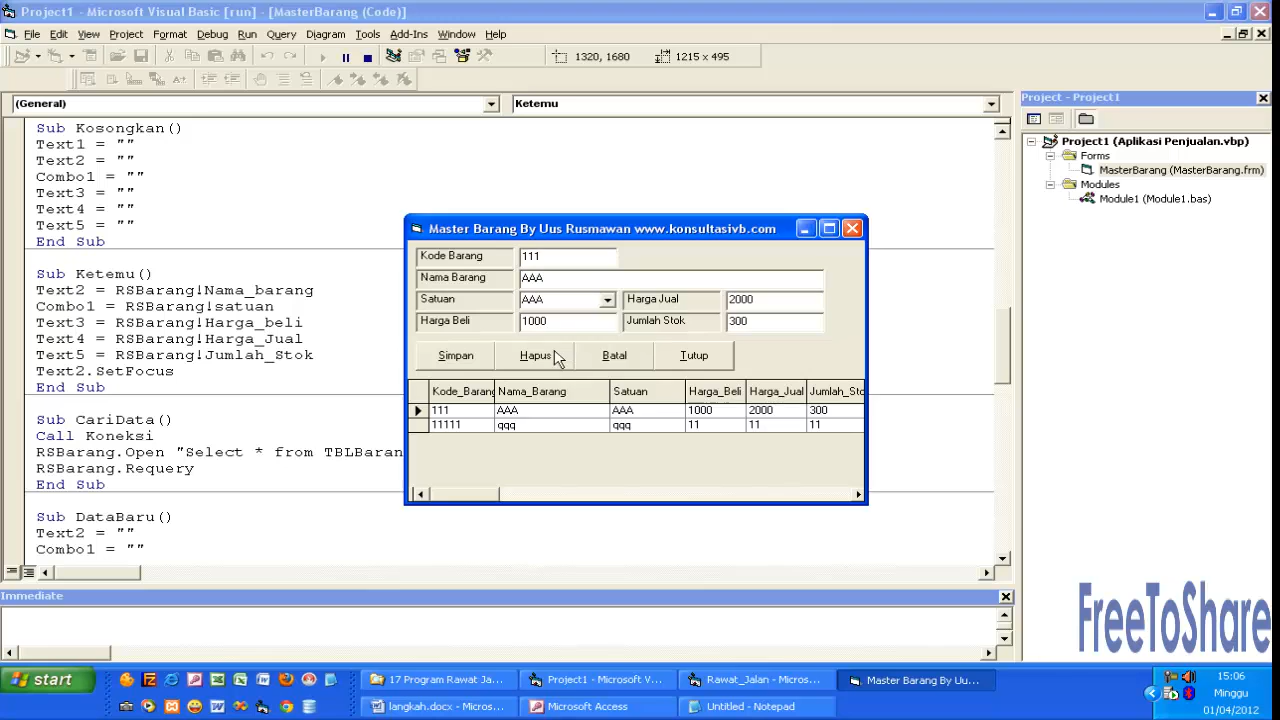 Project1 - Microsoft Visual Basic [run] - [MasterBarang (Code)]
File Edit View Project Format Debug Run Query Diagram Tools Add-Ins Window Help
1320, 1680 1215 x 495
(General) Ketemu
Sub Kosongkan()
Text1 = ""
Text2 = ""
Combo1 = ""
Text3 = ""
Text4 = ""
Text5 = ""
End Sub
Sub Ketemu()
Text2 = RSBarang!Nama_barang
Combo1 = RSBarang!satuan
Text3 = RSBarang!Harga_beli
Text4 = RSBarang!Harga_Jual
Text5 = RSBarang!Jumlah_Stok
Text2.SetFocus
End Sub
Sub CariData()
Call Koneksi
RSBarang.Open "Select * from TBLBaran
RSBarang.Requery
End Sub
Sub DataBaru()
Text2 = ""
Combo1 = ""
Master Barang By Uus Rusmawan www.konsultasivb.com
Kode Barang 111
Nama Barang AAA
Satuan AAA Harga Jual 2000
Harga Beli 1000 Jumlah Stok 300
Simpan Hapus Batal Tutup
Kode_Barang Nama_Barang Satuan Harga_Beli Harga_Jual Jumlah_Sto
111 AAA AAA 1000 2000 300
11111 qqq qqq 11 11 11
Project - Project1
Project1 (Aplikasi Penjualan.vbp)
Forms
MasterBarang (MasterBarang.frm)
Modules
Module1 (Module1.bas)
Immediate
FreeToShare
start 17 Program Rawat Ja... Project1 - Microsoft V... Rawat_Jalan - Micros... Master Barang By Uu... 15:06
Minggu
langkah.docx - Micros... Microsoft Access Untitled - Notepad 01/04/2012